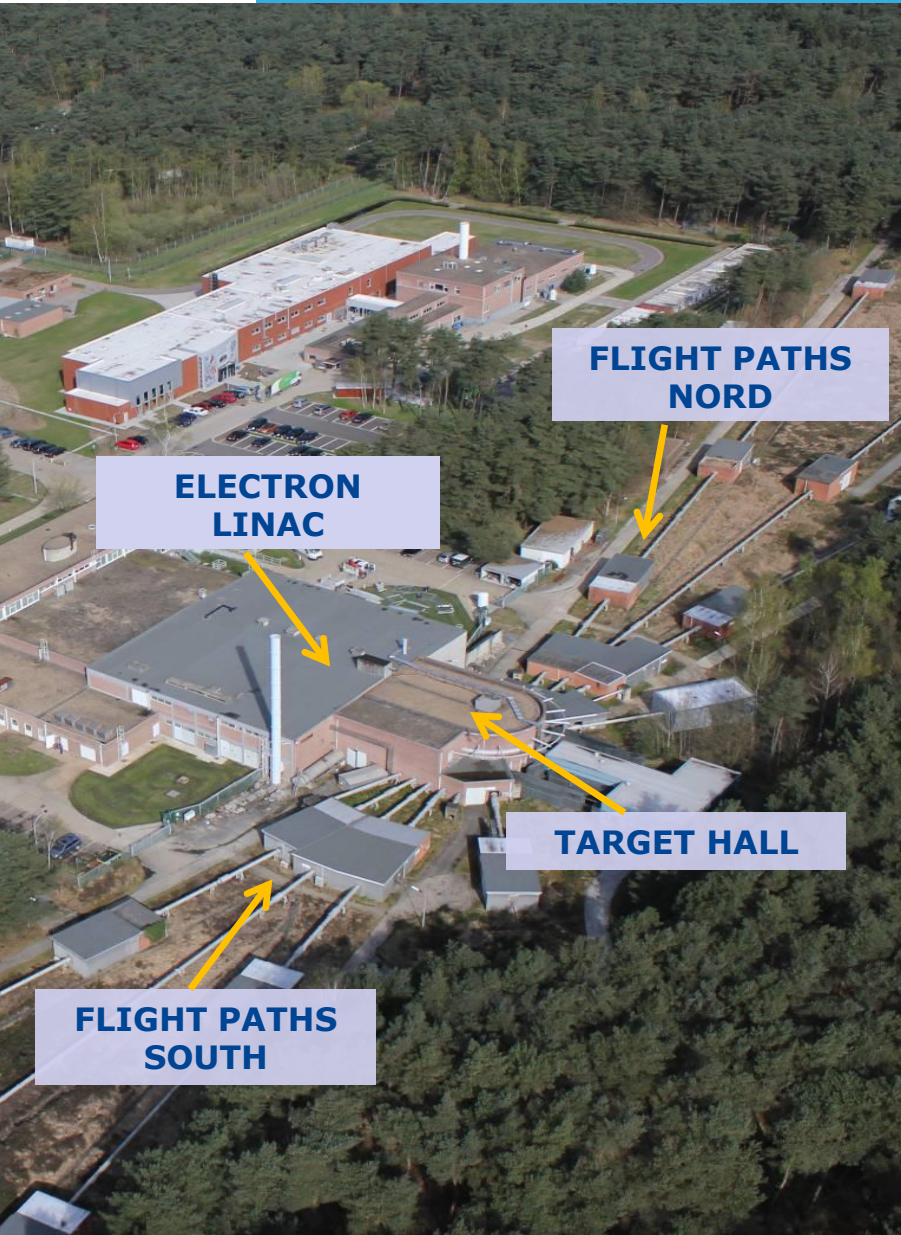 FLIGHT PATHS
NORD
ELECTRON
LINAC
TARGET HALL
FLIGHT PATHS
SOUTH